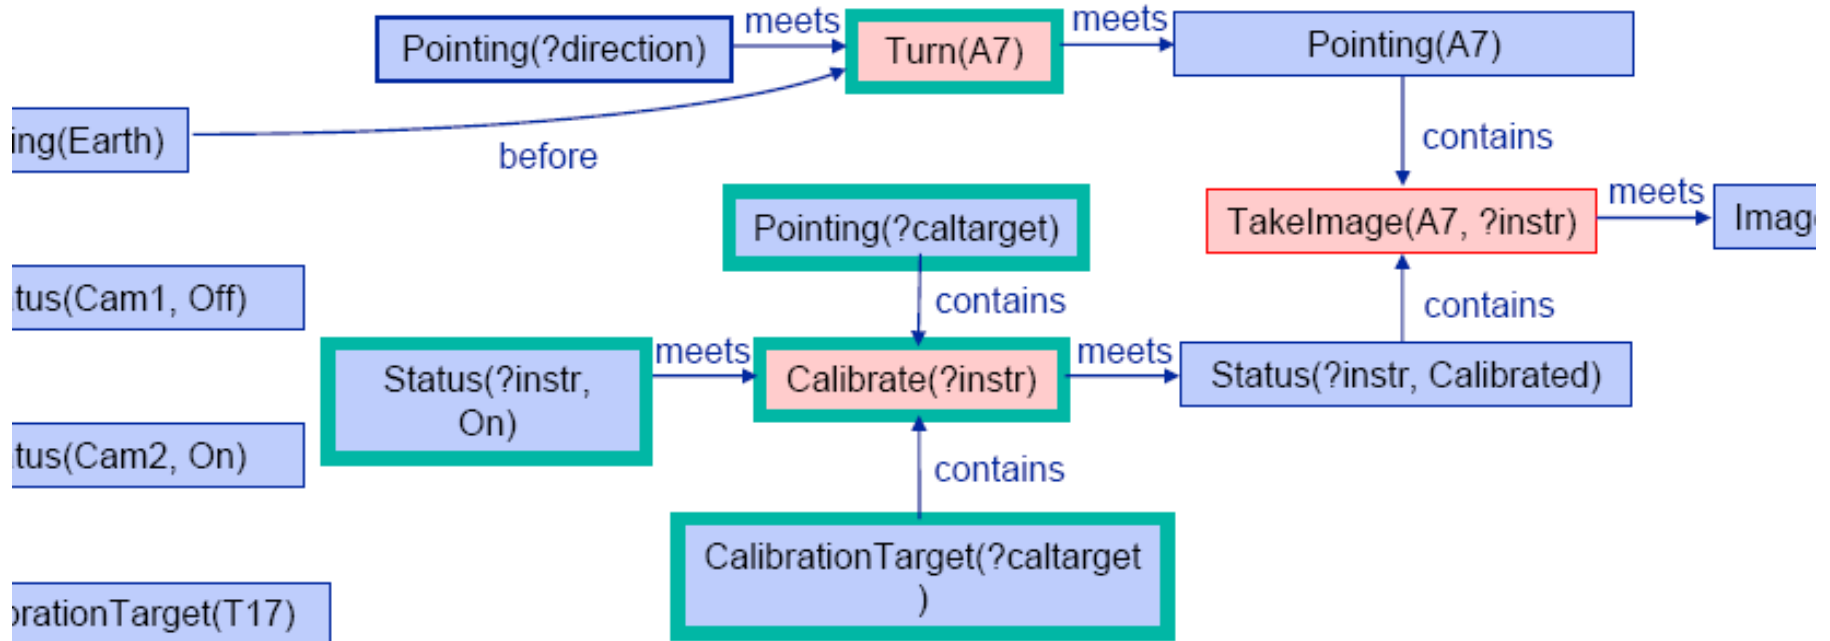 meets
meets
Pointing(?direction)
Turn(A7)
Pointing(A7)
ing(Earth)
before
contains
Pointing(?caltarget)
TakeImage(A7, ?instr)
meets
Imag
tus(Cam1, Off)
contains
contains
Status(?instr,
On)
meets
Calibrate(?instr)
meets
Status(?instr, Calibrated)
tus(Cam2, On)
contains
CalibrationTarget(?caltarget
)
brationTarget(T17)